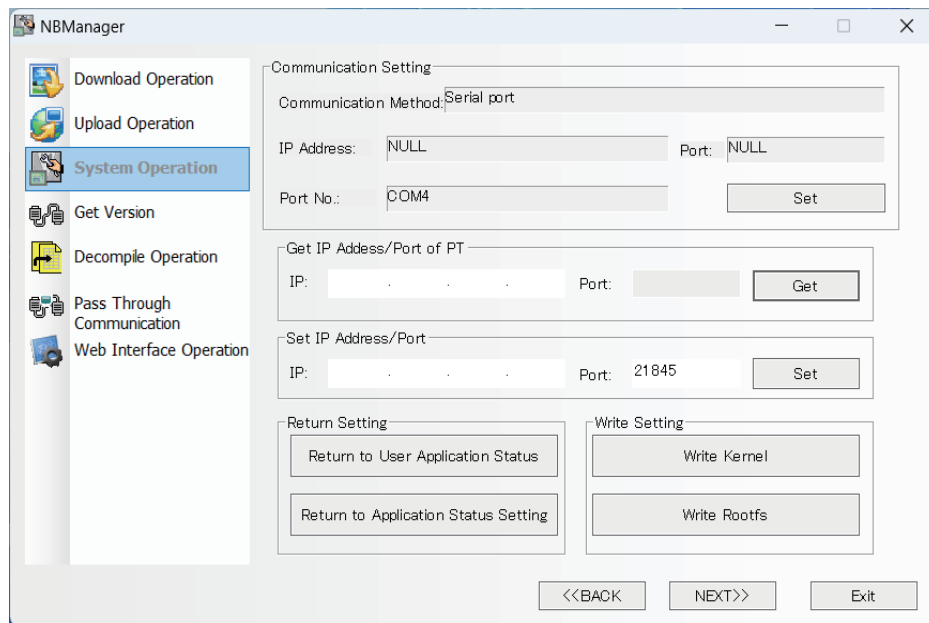 NBManager
Download Operation
Upload Operation
System Operation
Get Version
Decompile Operation
Pass Through
Communication
Web Interface Operation
Communication Setting
Communication Method: Serial port
IP Address: NULL Port: NULL
Port No.: COM4 Set
Get IP Addess/Port of PT
IP: . . . Port: Get
Set IP Address/Port
IP: . . . Port: 21845 Set
Return Setting
Return to User Application Status
Return to Application Status Setting
Write Setting
Write Kernel
Write Rootfs
<<BACK NEXT>> Exit